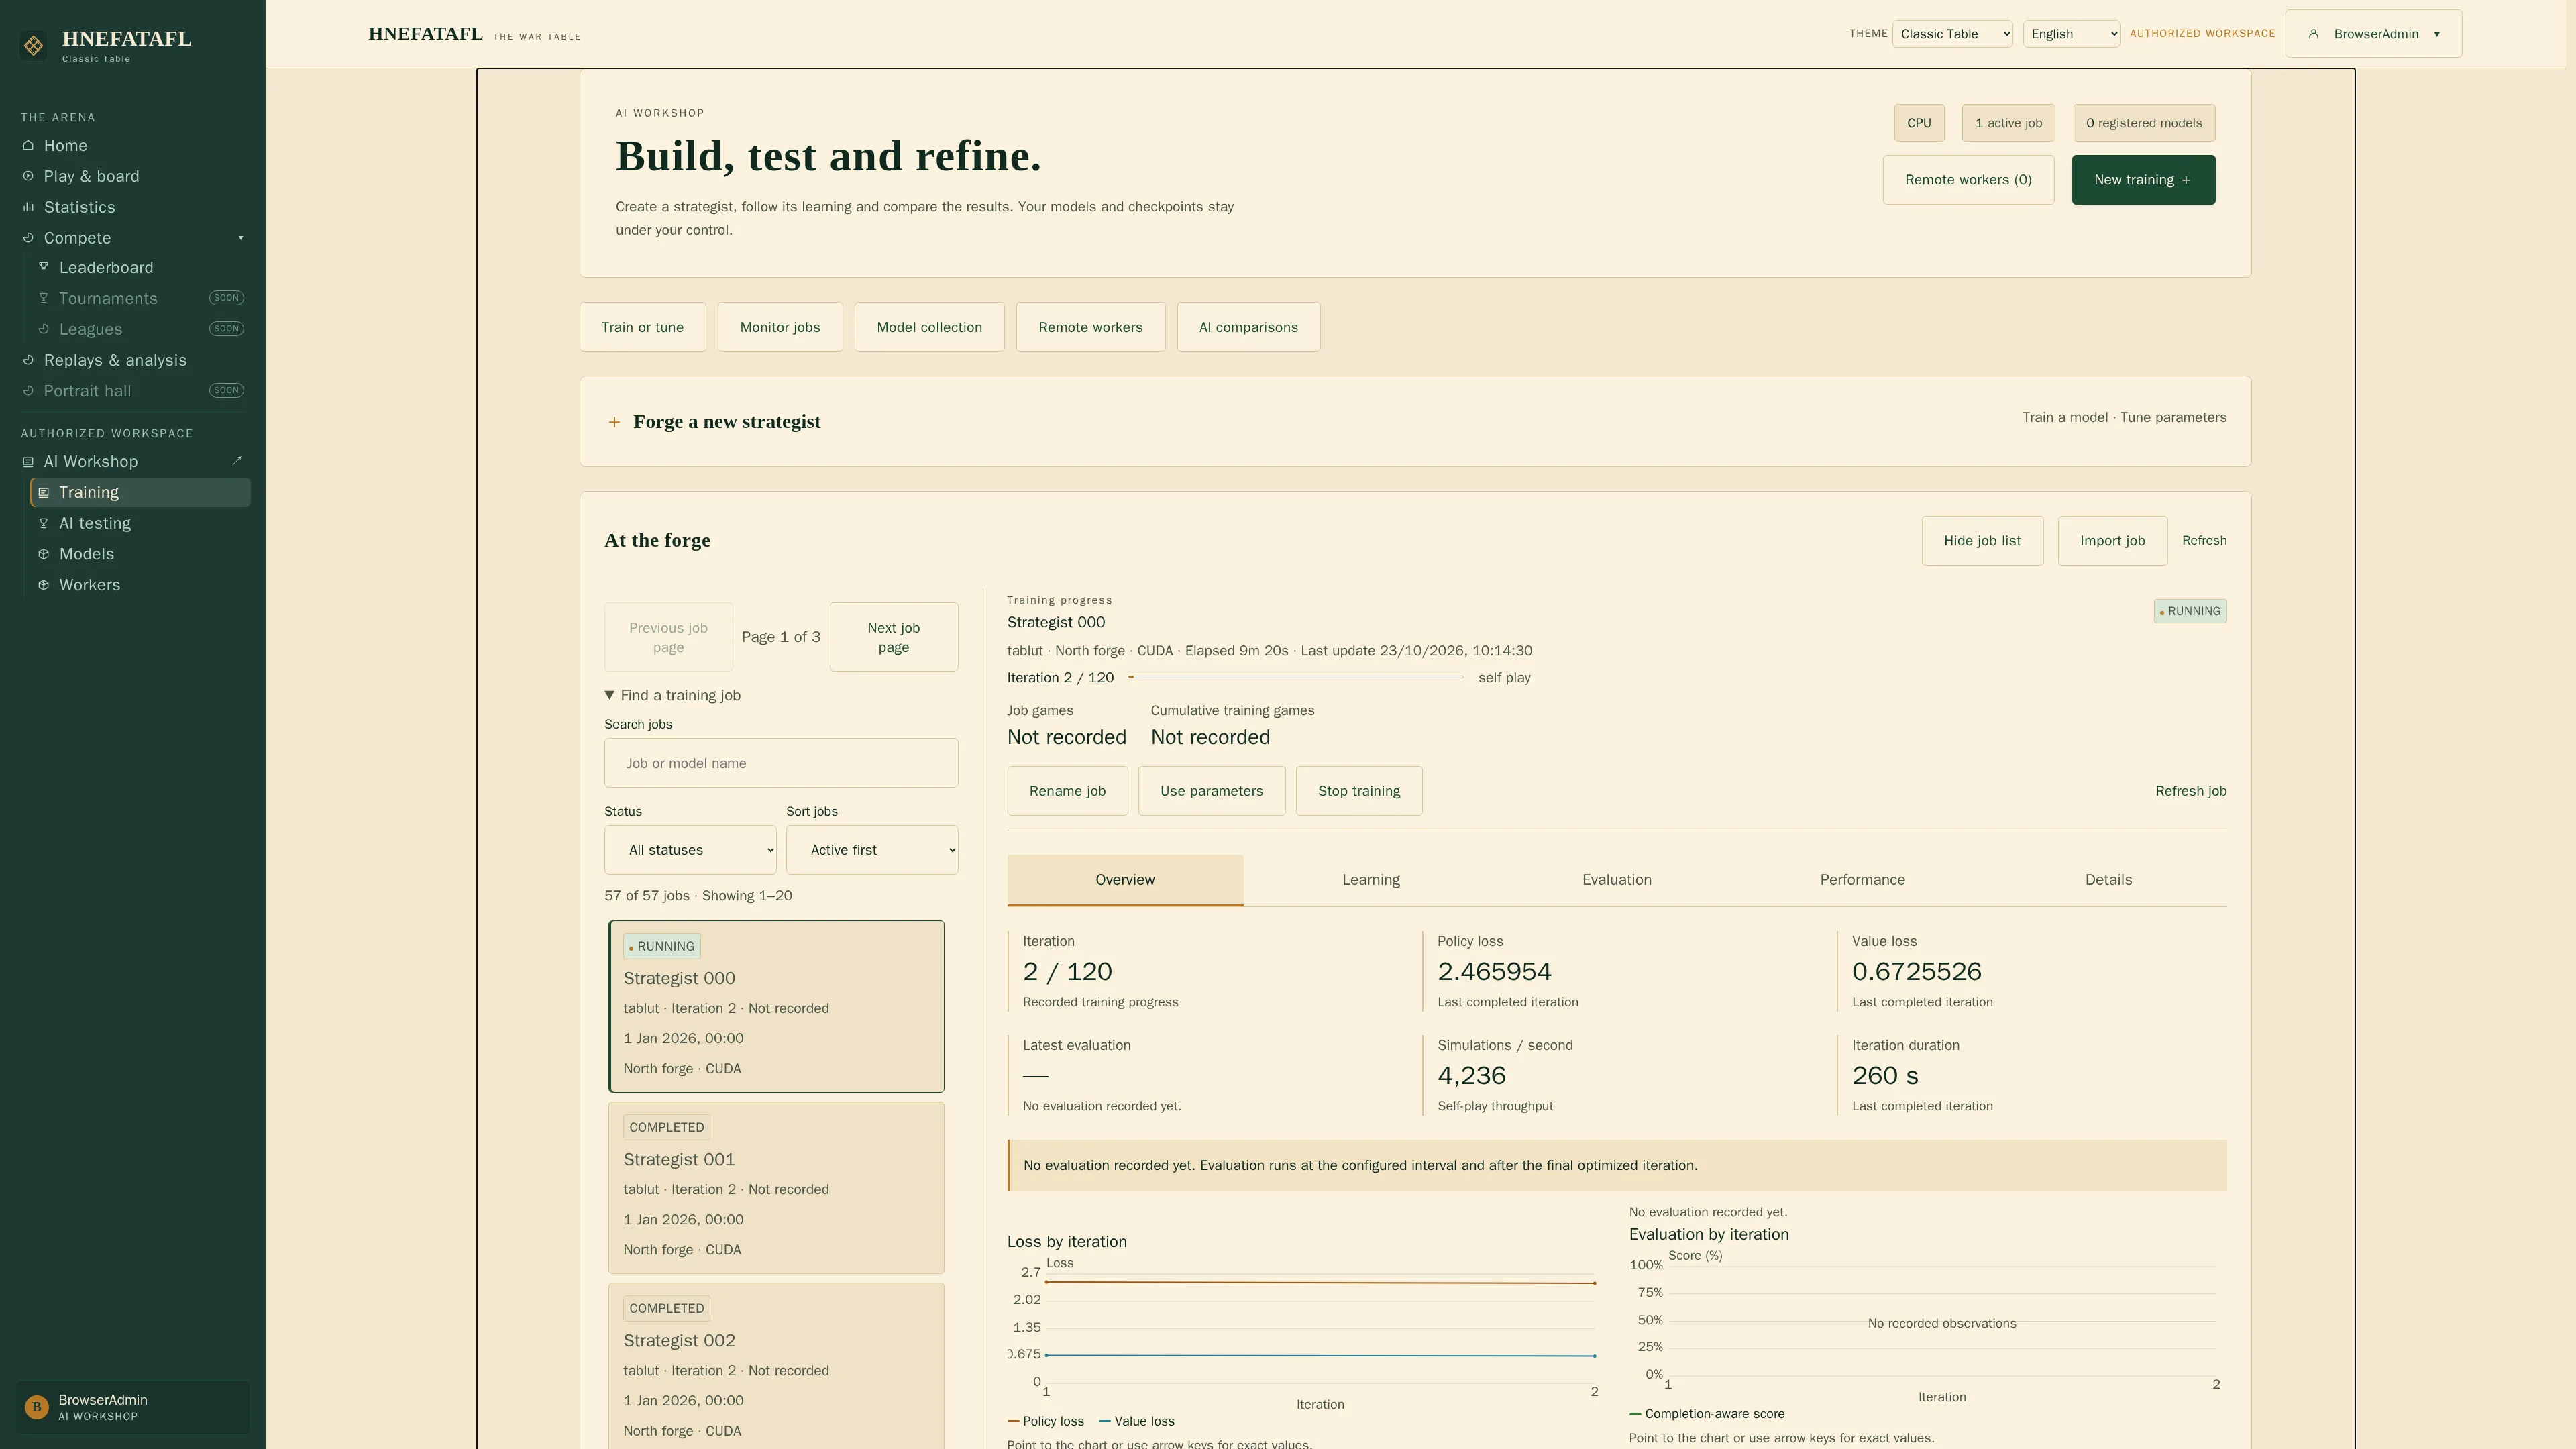 HNEFATAFL
Classic Table
THE ARENA
Home
Play & board
Statistics
Compete
Leaderboard
Tournaments SOON
Leagues SOON
Replays & analysis
Portrait hall SOON
AUTHORIZED WORKSPACE
AI Workshop
Training
AI testing
Models
Workers
B
BrowserAdmin
AI WORKSHOP
HNEFATAFL THE WAR TABLE
THEME Classic Table English AUTHORIZED WORKSPACE BrowserAdmin
AI WORKSHOP
Build, test and refine.
Create a strategist, follow its learning and compare the results. Your models and checkpoints stay
under your control.
CPU 1 active job 0 registered models
Remote workers (0) New training +
Train or tune Monitor jobs Model collection Remote workers AI comparisons
+ Forge a new strategist Train a model · Tune parameters
At the forge Hide job list Import job Refresh
Previous job
page
Page 1 of 3
Next job
page
Find a training job
Search jobs
Job or model name
Status Sort jobs
All statuses Active first
57 of 57 jobs · Showing 1–20
RUNNING
Strategist 000
tablut · Iteration 2 · Not recorded
1 Jan 2026, 00:00
North forge · CUDA
COMPLETED
Strategist 001
tablut · Iteration 2 · Not recorded
1 Jan 2026, 00:00
North forge · CUDA
COMPLETED
Strategist 002
tablut · Iteration 2 · Not recorded
1 Jan 2026, 00:00
North forge · CUDA
Training progress
Strategist 000 RUNNING
tablut · North forge · CUDA · Elapsed 9m 20s · Last update 23/10/2026, 10:14:30
Iteration 2 / 120 self play
Job games Cumulative training games
Not recorded Not recorded
Rename job Use parameters Stop training Refresh job
Overview Learning Evaluation Performance Details
Iteration
2 / 120
Recorded training progress
Policy loss
2.465954
Last completed iteration
Value loss
0.6725526
Last completed iteration
Latest evaluation
—
No evaluation recorded yet.
Simulations / second
4,236
Self-play throughput
Iteration duration
260 s
Last completed iteration
No evaluation recorded yet. Evaluation runs at the configured interval and after the final optimized iteration.
Loss by iteration
Loss
2.7
2.02
1.35
0.675
0
1 2
Iteration
Policy loss Value loss
Point to the chart or use arrow keys for exact values.
No evaluation recorded yet.
Evaluation by iteration
Score (%)
100%
75%
50%
No recorded observations
25%
0%
1 2
Iteration
Completion-aware score
Point to the chart or use arrow keys for exact values.